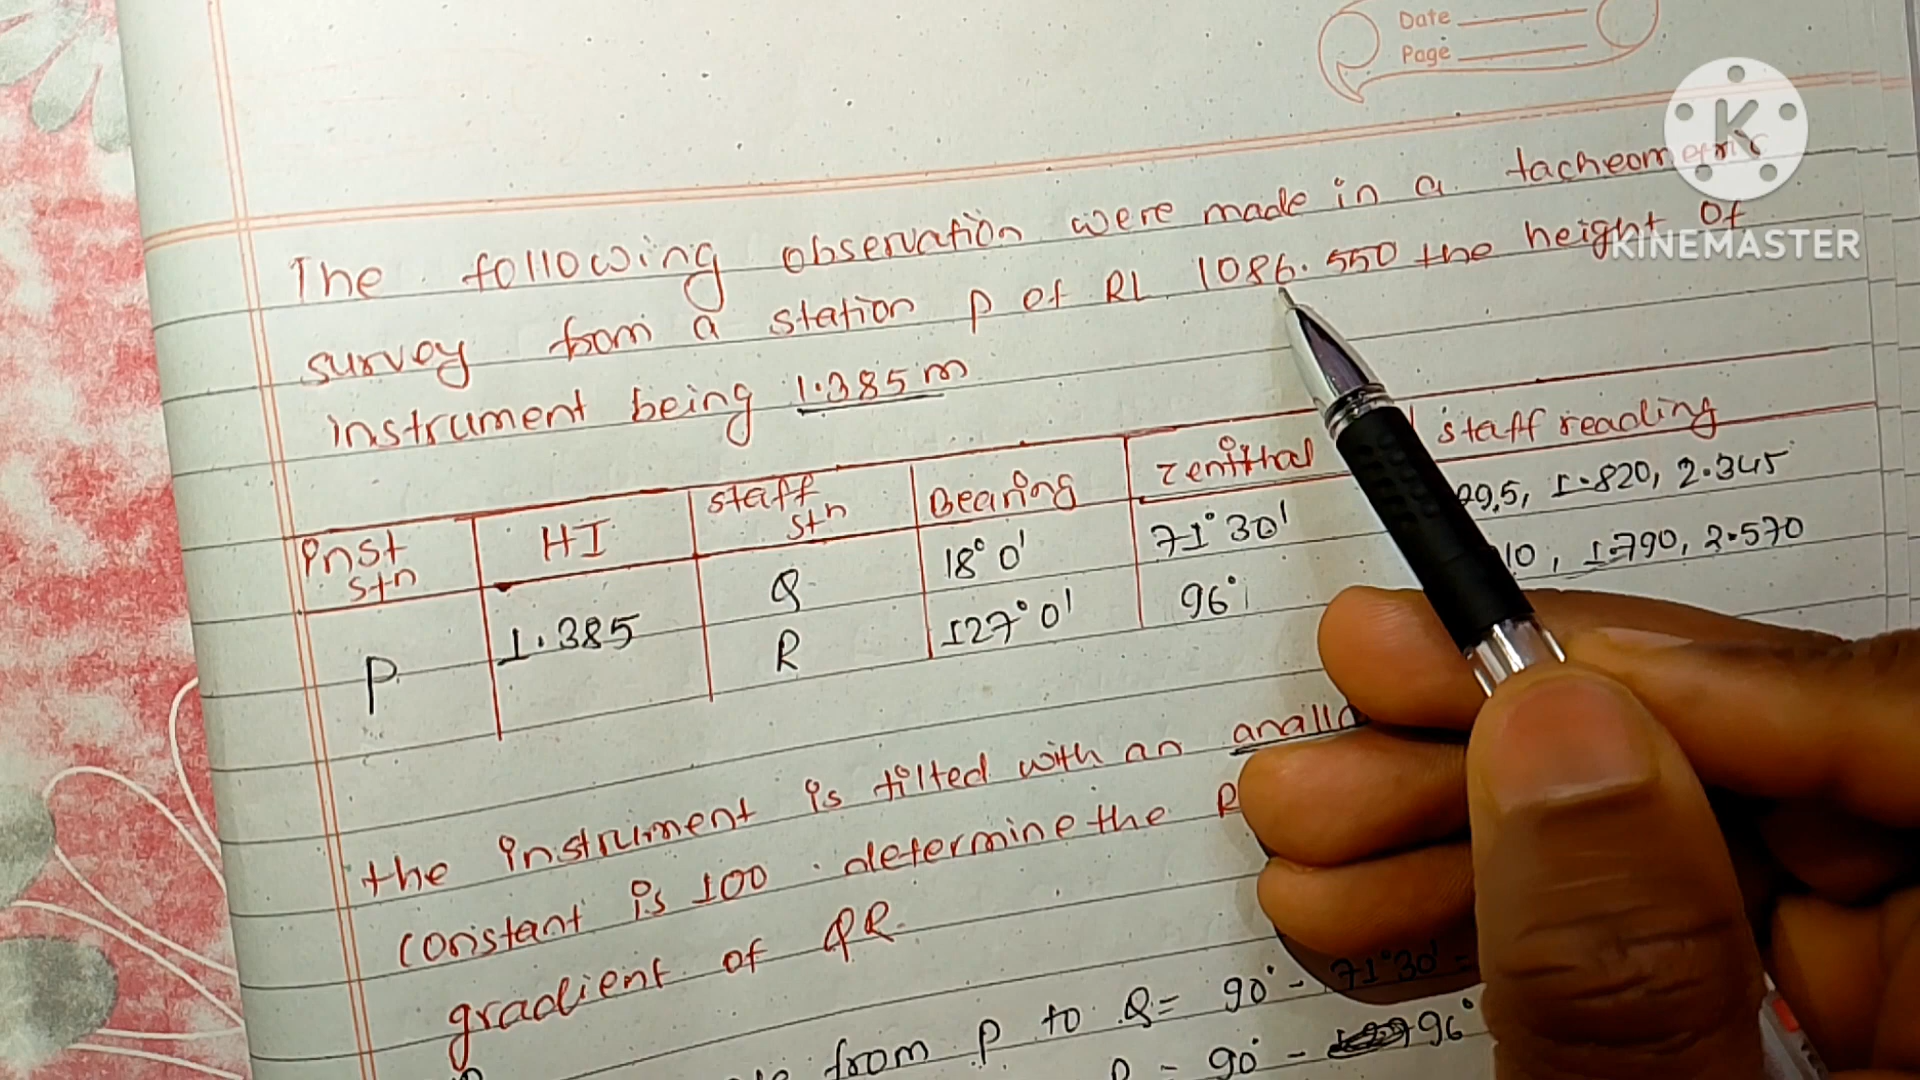 Date
Page
KINEMASTER
The following observation were made in a tacheometric
survey from a station P of RL 1086.550 the height of
instrument being 1.385m
Inst stn HI staff stn Bearing zenithal staff reading
P 1.385 Q 18°0' 71°30' 1.820, 2.345
R 127°0' 96° 1.790, 2.570
the instrument is tilted with an
constant is 100. determine the
gradient of QR.
from P to Q = 90° - 71°30' =
= 90° - 96°